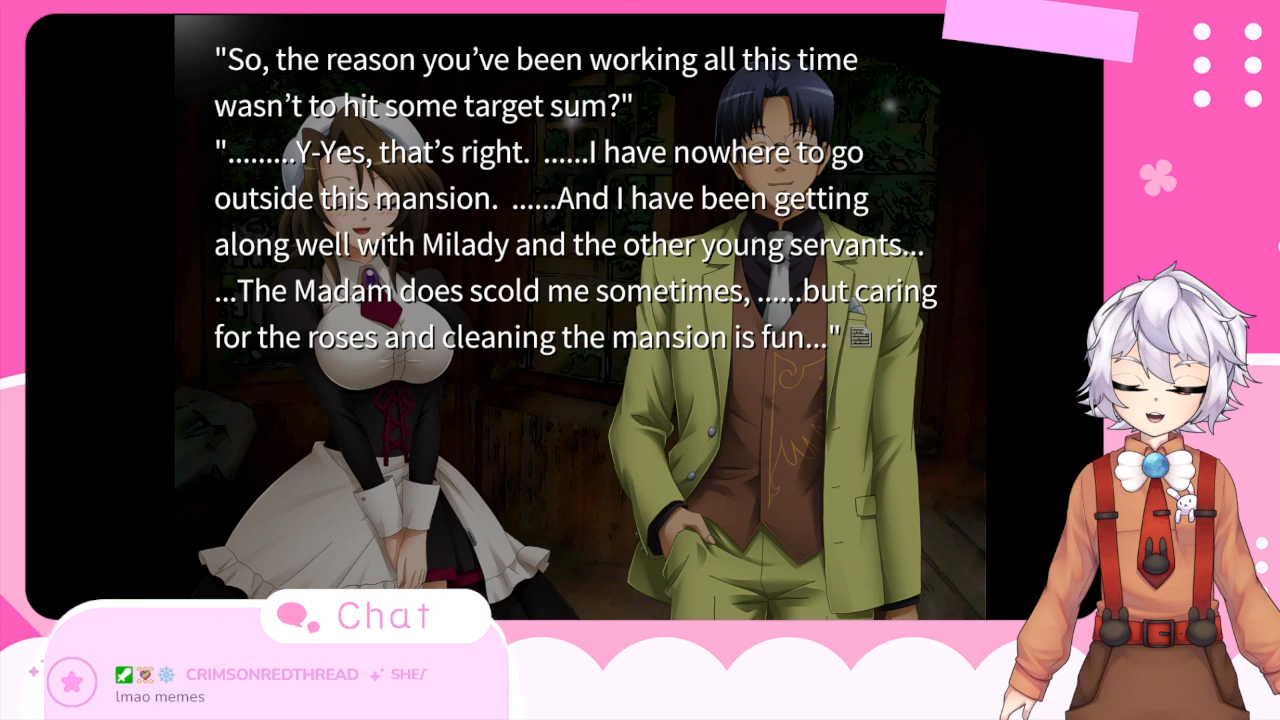 "So, the reason you’ve been working all this time
wasn’t to hit some target sum?"
".........Y-Yes, that’s right.  ......I have nowhere to go
outside this mansion.  ......And I have been getting
along well with Milady and the other young servants...
...The Madam does scold me sometimes, ......but caring
for the roses and cleaning the mansion is fun..."
Chat
CRIMSONREDTHREAD SHE/
lmao memes